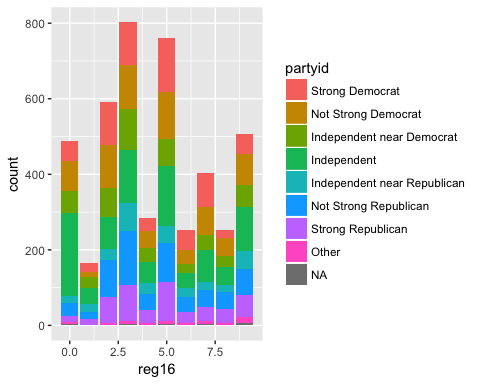 800
600
400
200
0
count
0.0 2.5 5.0 7.5
reg16
partyid
Strong Democrat
Not Strong Democrat
Independent near Democrat
Independent
Independent near Republican
Not Strong Republican
Strong Republican
Other
NA